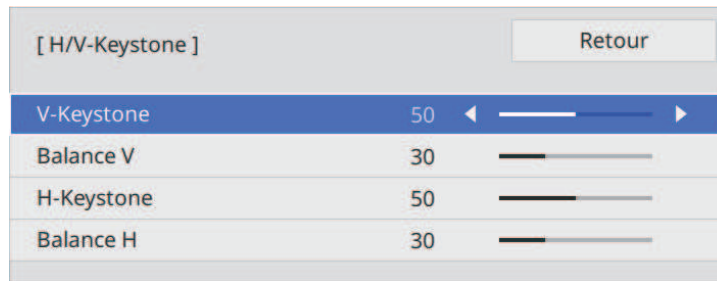 [ H/V-Keystone ] Retour
V-Keystone 50
Balance V 30
H-Keystone 50
Balance H 30